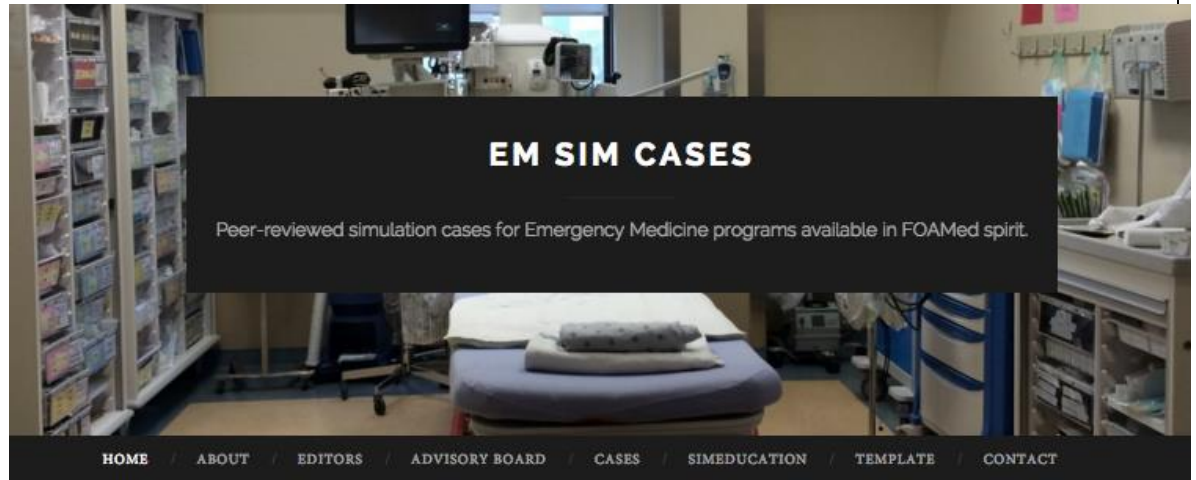 EM SIM CASES
Peer-reviewed simulation cases for Emergency Medicine programs available in FOAMed spirit.
HOME / ABOUT / EDITORS / ADVISORY BOARD / CASES / SIMEDUCATION / TEMPLATE / CONTACT